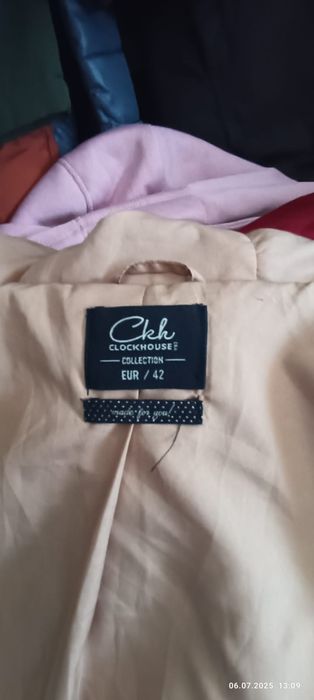 Ckh
CLOCKHOUSE
COLLECTION
EUR / 42
made for you!
06.07.2025 13:09